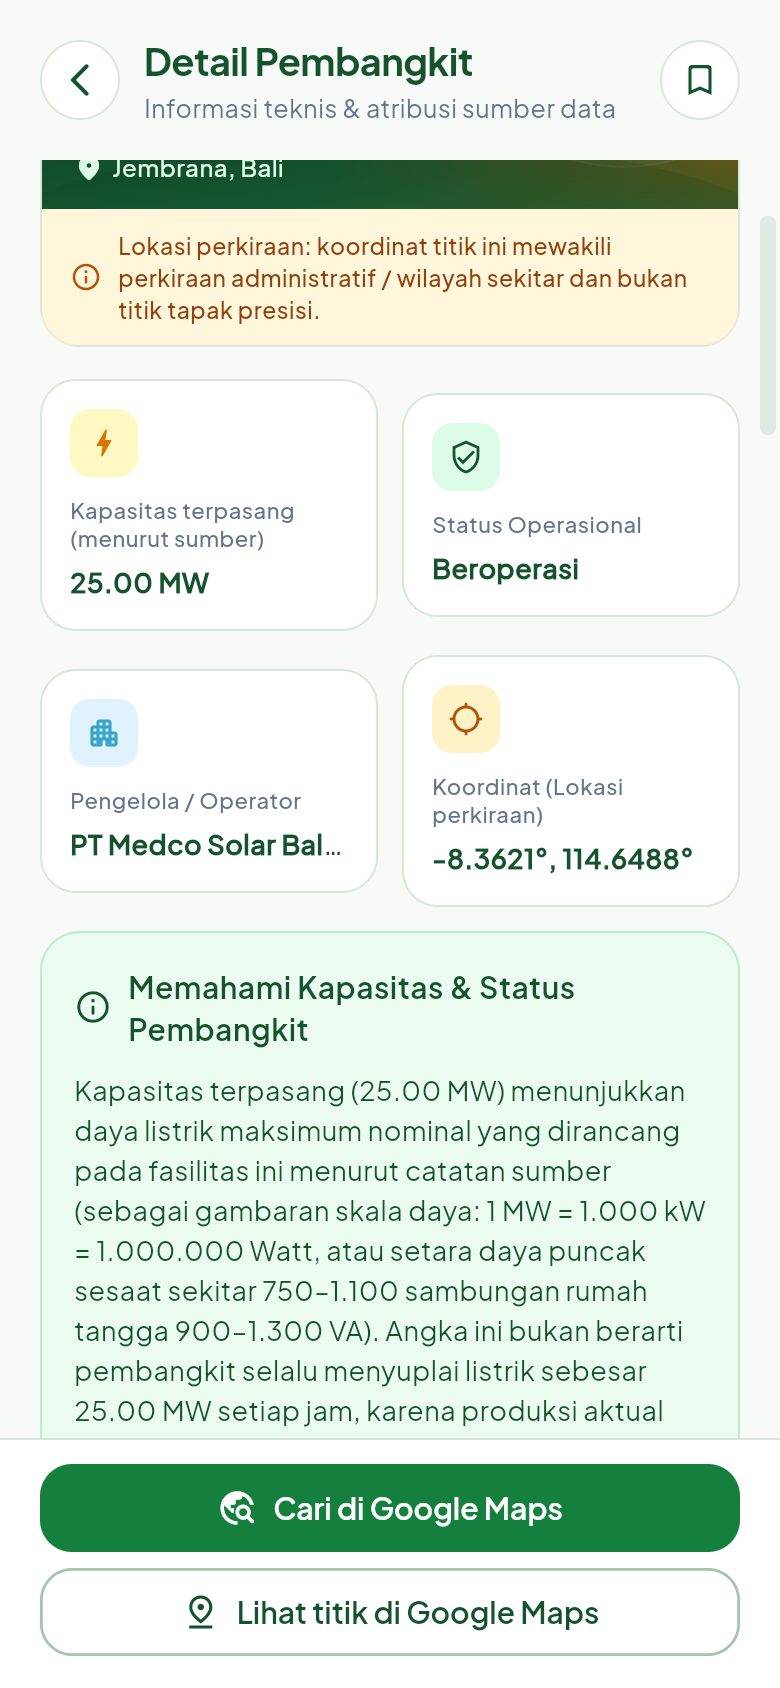 Detail Pembangkit
Informasi teknis & atribusi sumber data
Jembrana, Bali
Lokasi perkiraan: koordinat titik ini mewakili
perkiraan administratif / wilayah sekitar dan bukan
titik tapak presisi.
Kapasitas terpasang
(menurut sumber)
25.00 MW
Status Operasional
Beroperasi
Pengelola / Operator
PT Medco Solar Bal...
Koordinat (Lokasi
perkiraan)
-8.3621°, 114.6488°
Memahami Kapasitas & Status
Pembangkit
Kapasitas terpasang (25.00 MW) menunjukkan
daya listrik maksimum nominal yang dirancang
pada fasilitas ini menurut catatan sumber
(sebagai gambaran skala daya: 1 MW = 1.000 kW
= 1.000.000 Watt, atau setara daya puncak
sesaat sekitar 750–1.100 sambungan rumah
tangga 900–1.300 VA). Angka ini bukan berarti
pembangkit selalu menyuplai listrik sebesar
25.00 MW setiap jam, karena produksi aktual
Cari di Google Maps
Lihat titik di Google Maps